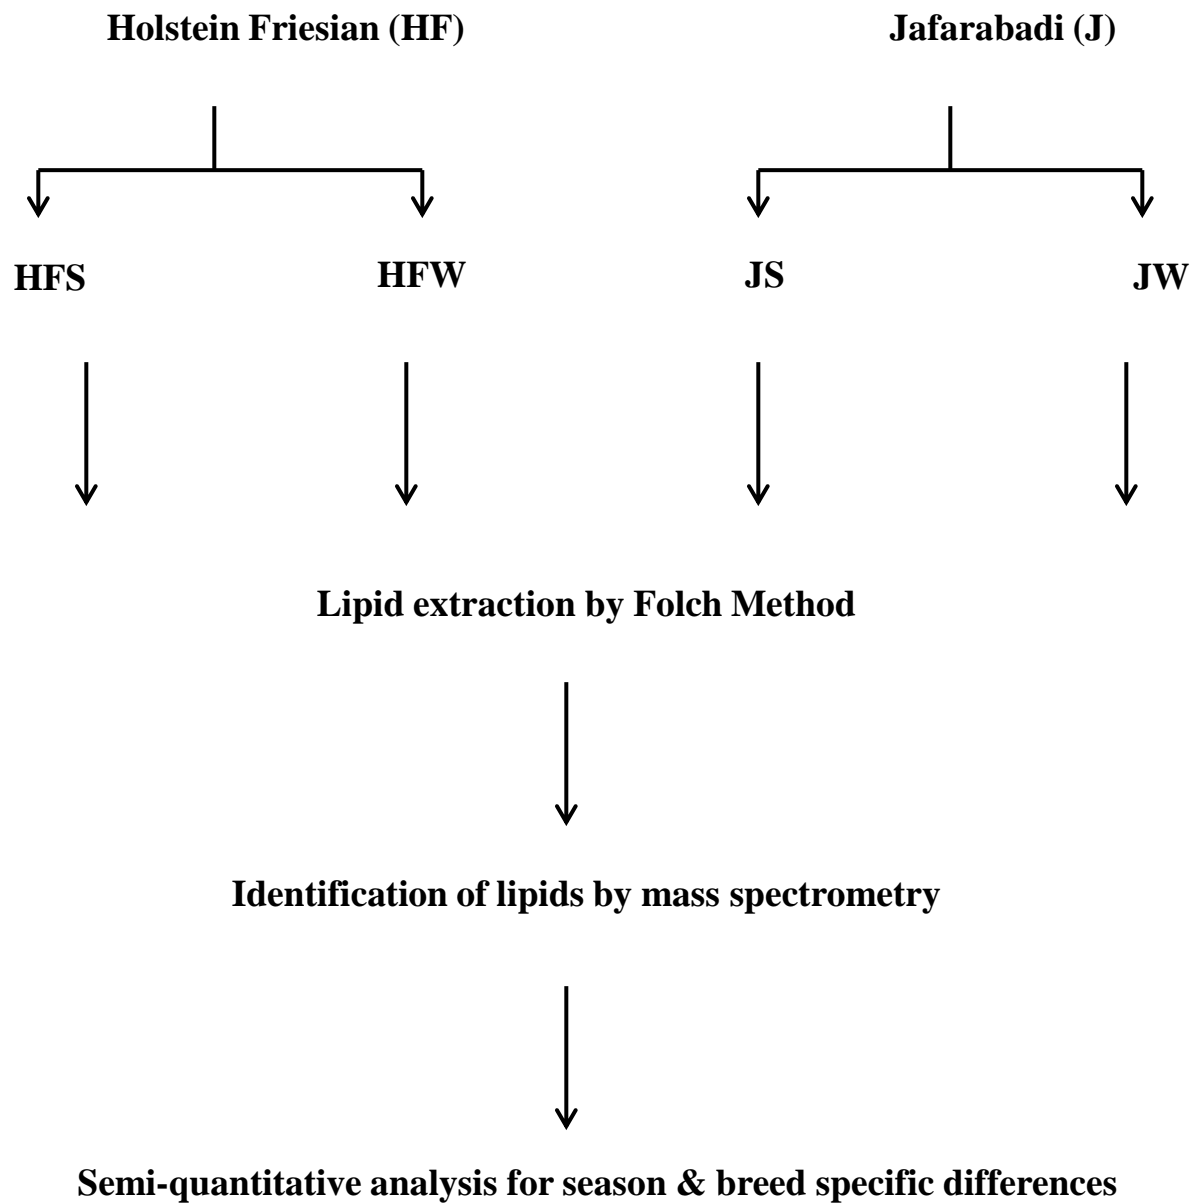 Holstein Friesian (HF)
Jafarabadi (J)
HFS
HFW
JS
JW
Lipid extraction by Folch Method
Identification of lipids by mass spectrometry
Semi-quantitative analysis for season & breed specific differences